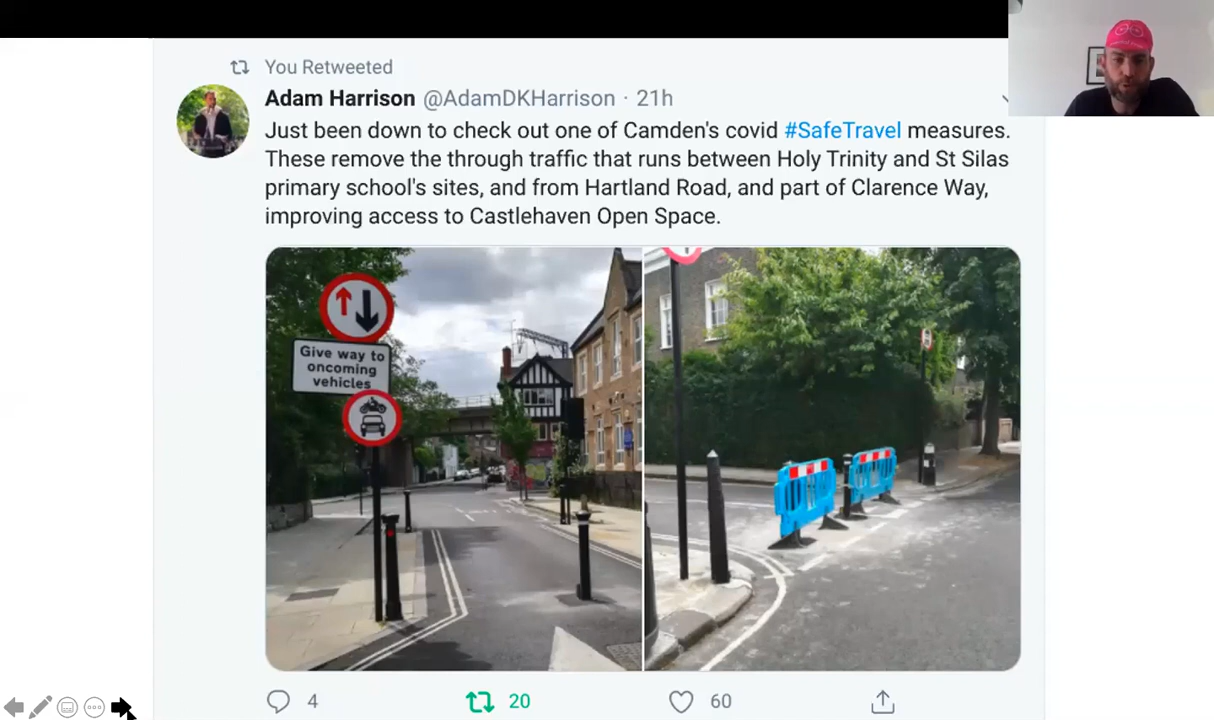 You Retweeted
Adam Harrison @AdamDKHarrison · 21h
Just been down to check out one of Camden's covid #SafeTravel measures.
These remove the through traffic that runs between Holy Trinity and St Silas
primary school's sites, and from Hartland Road, and part of Clarence Way,
improving access to Castlehaven Open Space.
Give way to
oncoming
vehicles
4
20
60